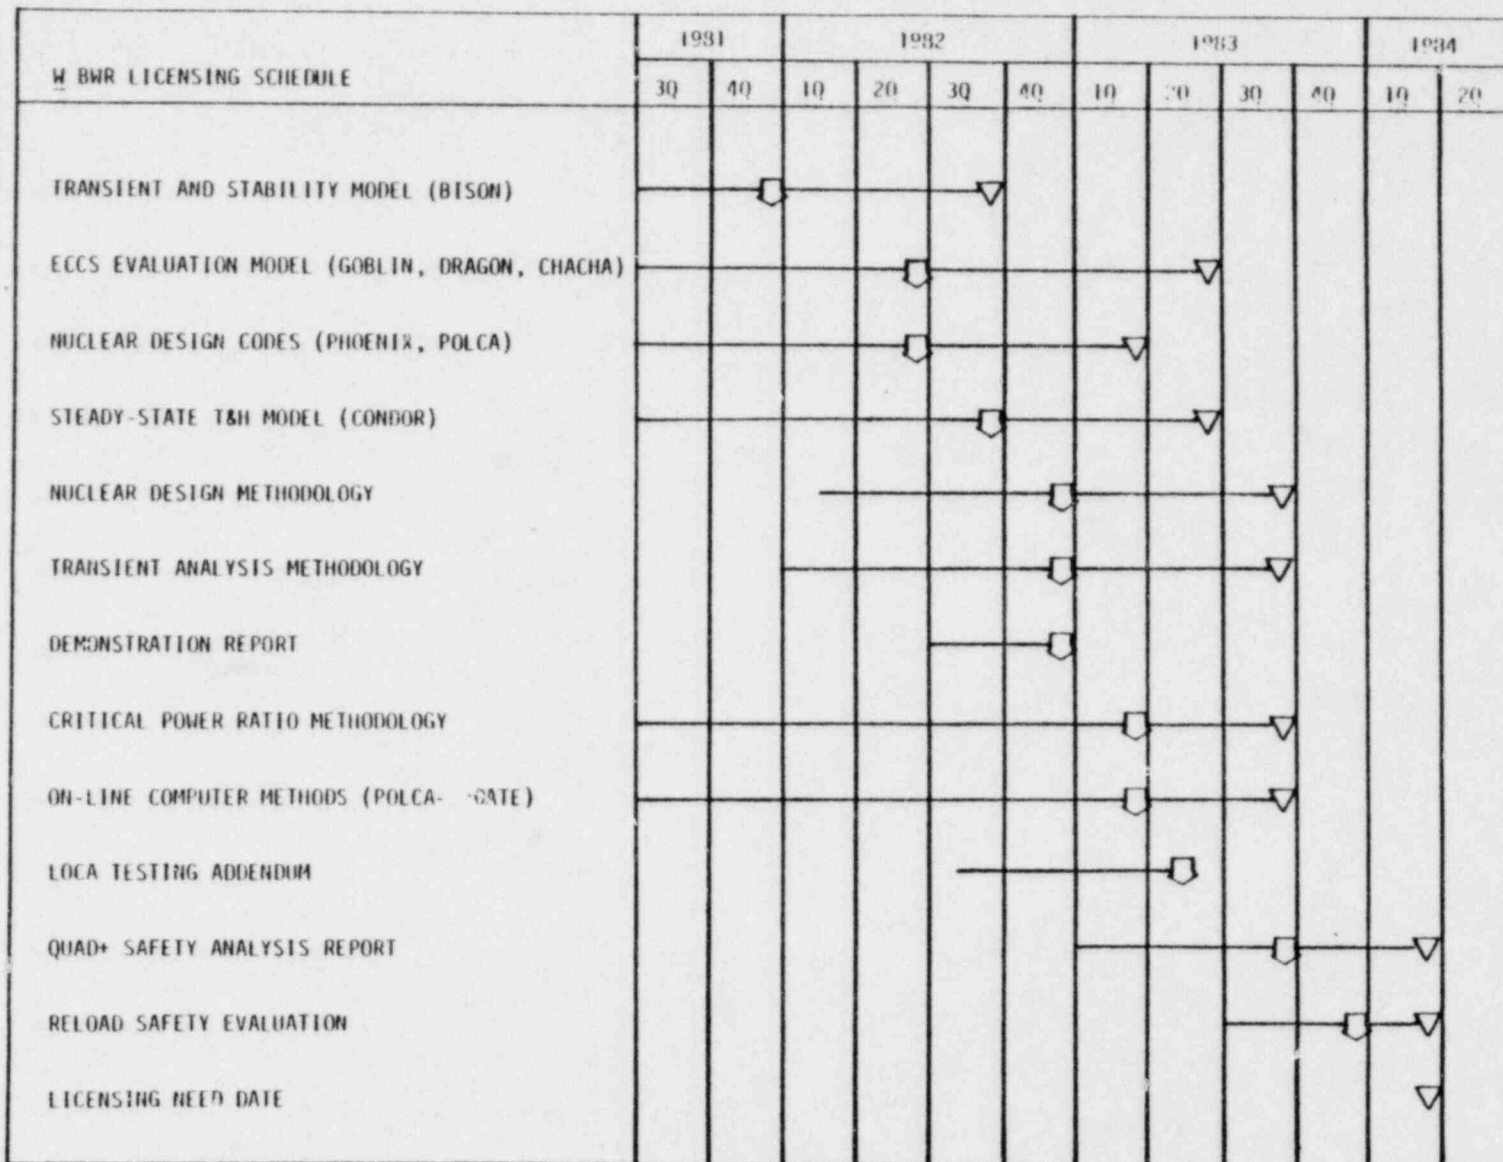 1981 1982 1983 1984
W BWR LICENSING SCHEDULE
3Q 4Q 1Q 2Q 3Q 4Q 1Q 2Q 3Q 4Q 1Q 2Q
TRANSIENT AND STABILITY MODEL (BISON)
ECCS EVALUATION MODEL (GOBLIN, DRAGON, CHACHA)
NUCLEAR DESIGN CODES (PHOENIX, POLCA)
STEADY-STATE T&H MODEL (CONDOR)
NUCLEAR DESIGN METHODOLOGY
TRANSIENT ANALYSIS METHODOLOGY
DEMONSTRATION REPORT
CRITICAL POWER RATIO METHODOLOGY
ON-LINE COMPUTER METHODS (POLCA-
LOCA TESTING ADDENDUM
QUAD+ SAFETY ANALYSIS REPORT
RELOAD SAFETY EVALUATION
LICENSING NEED DATE